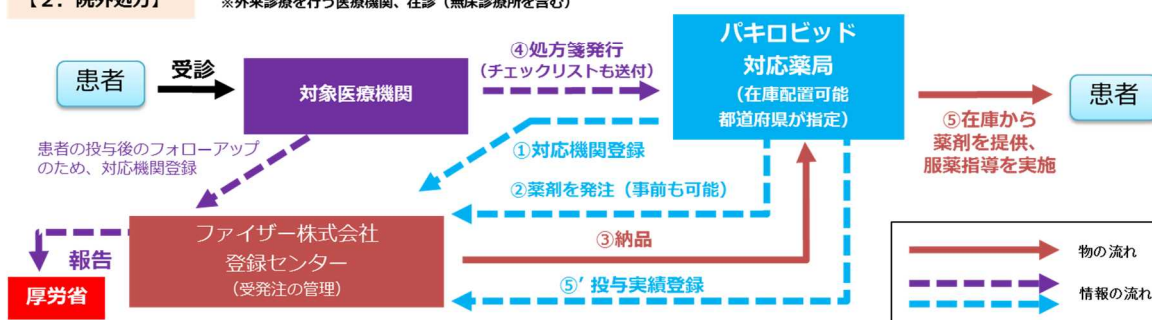 【2．院外処方】
※外来診療を行う医療機関、往診（無床診療所を含む）
患者
受診
対象医療機関
④処方箋発行
（チェックリストも送付）
パキロビッド
対応薬局
（在庫配置可能
都道府県が指定）
⑤在庫から
薬剤を提供、
服薬指導を実施
患者
患者の投与後のフォローアップ
のため、対応機関登録
①対応機関登録
②薬剤を発注（事前も可能）
ファイザー株式会社
登録センター
（受発注の管理）
③納品
⑤’投与実績登録
報告
厚労省
物の流れ
情報の流れ